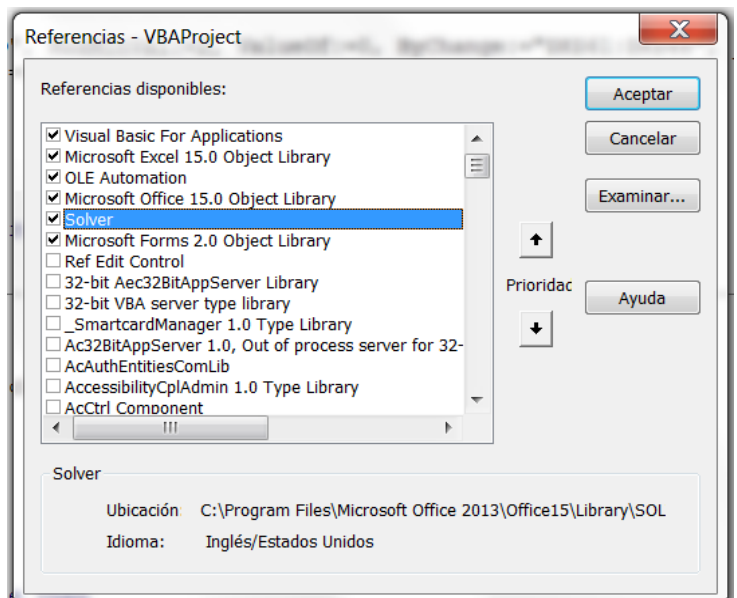 Referencias - VBAProject
ValueOf:=0, ByChange:=
Referencias disponibles:
Aceptar
Visual Basic For Applications
Microsoft Excel 15.0 Object Library
OLE Automation
Microsoft Office 15.0 Object Library
Solver
Microsoft Forms 2.0 Object Library
Ref Edit Control
32-bit Aec32BitAppServer Library
32-bit VBA server type library
_SmartcardManager 1.0 Type Library
Ac32BitAppServer 1.0, Out of process server for 32-
AcAuthEntitiesComLib
AccessibilityCplAdmin 1.0 Type Library
AcCtrl Component
Cancelar
Examinar...
Prioridac
Ayuda
Solver
Ubicación: C:\Program Files\Microsoft Office 2013\Office15\Library\SOL
Idioma: Inglés/Estados Unidos